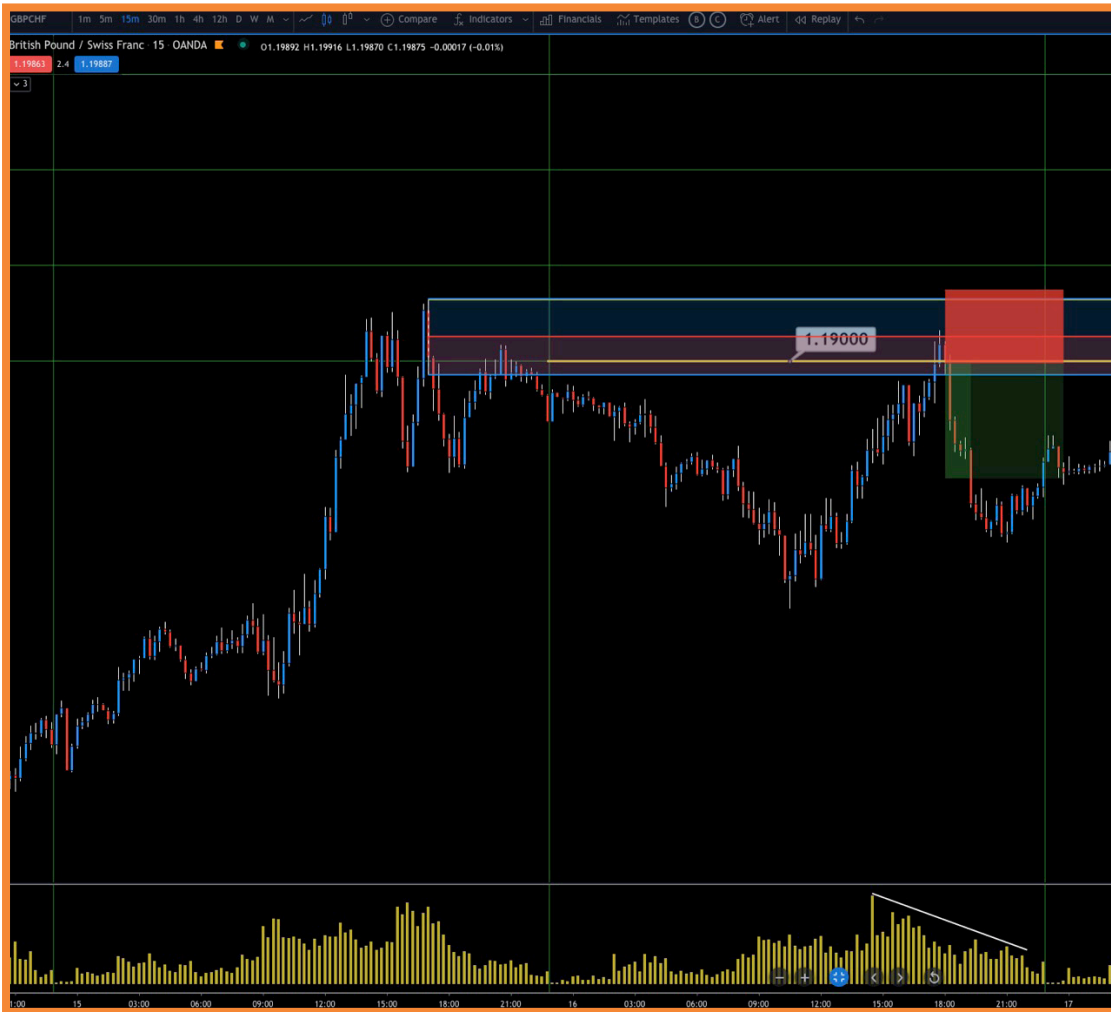 GBPCHF 1m 5m 15m 30m 1h 4h 12h D W M Compare Indicators Financials Templates B C Alert Replay
British Pound / Swiss Franc · 15 · OANDA O1.19892 H1.19916 L1.19870 C1.19875 -0.00017 (-0.01%)
1.19863 2.4 1.19887
3
1.19000
1:00 15 03:00 06:00 09:00 12:00 15:00 18:00 21:00 16 03:00 06:00 09:00 12:00 15:00 18:00 21:00 17